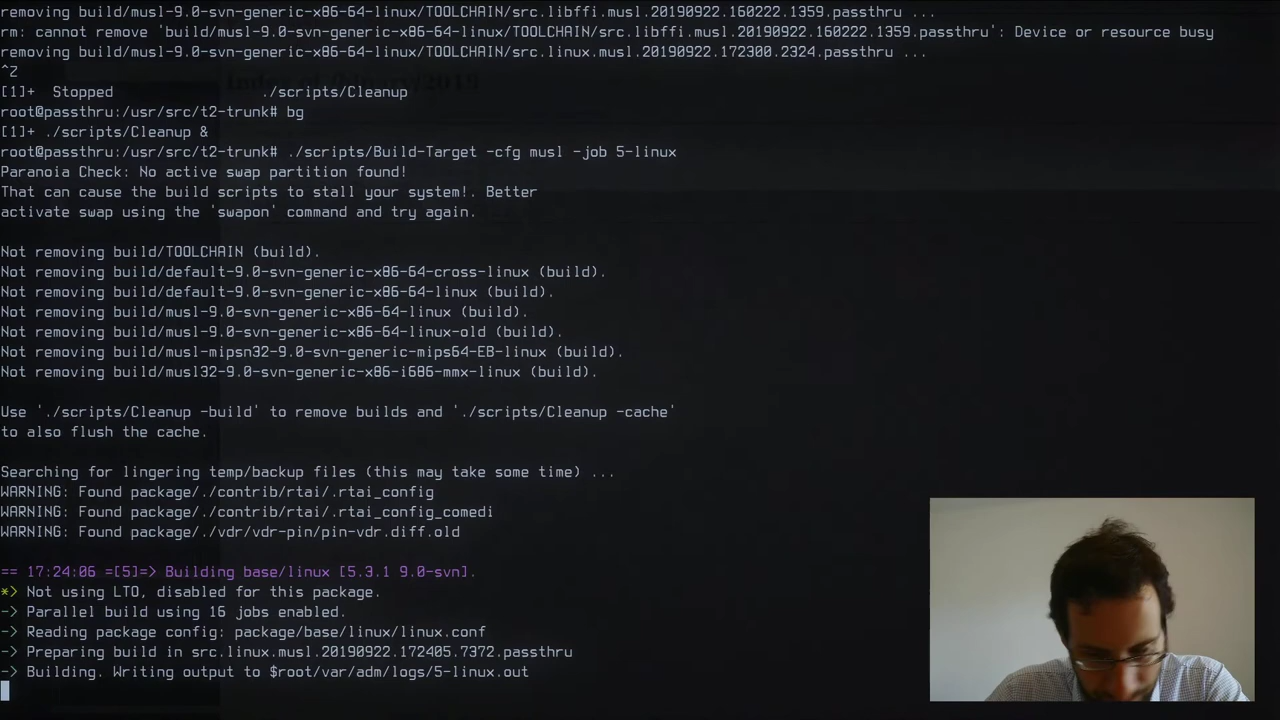 removing build/musl-9.0-svn-generic-x86-64-linux/TOOLCHAIN/src.libffi.musl.20190922.160222.1359.passthru ...
rm: cannot remove 'build/musl-9.0-svn-generic-x86-64-linux/TOOLCHAIN/src.libffi.musl.20190922.160222.1359.passthru': Device or resource busy
removing build/musl-9.0-svn-generic-x86-64-linux/TOOLCHAIN/src.linux.musl.20190922.172300.2324.passthru ...
^Z
[1]+  Stopped                 ./scripts/Cleanup
root@passthru:/usr/src/t2-trunk# bg
[1]+ ./scripts/Cleanup &
root@passthru:/usr/src/t2-trunk# ./scripts/Build-Target -cfg musl -job 5-linux
Paranoia Check: No active swap partition found!
That can cause the build scripts to stall your system!. Better
activate swap using the 'swapon' command and try again.
Not removing build/TOOLCHAIN (build).
Not removing build/default-9.0-svn-generic-x86-64-cross-linux (build).
Not removing build/default-9.0-svn-generic-x86-64-linux (build).
Not removing build/musl-9.0-svn-generic-x86-64-linux (build).
Not removing build/musl-9.0-svn-generic-x86-64-linux-old (build).
Not removing build/musl-mipsn32-9.0-svn-generic-mips64-EB-linux (build).
Not removing build/musl32-9.0-svn-generic-x86-i686-mmx-linux (build).
Use './scripts/Cleanup -build' to remove builds and './scripts/Cleanup -cache'
to also flush the cache.
Searching for lingering temp/backup files (this may take some time) ...
WARNING: Found package/./contrib/rtai/.rtai_config
WARNING: Found package/./contrib/rtai/.rtai_config_comedi
WARNING: Found package/./vdr/vdr-pin/pin-vdr.diff.old
== 17:24:06 =[5]=> Building base/linux [5.3.1 9.0-svn].
*> Not using LTO, disabled for this package.
-> Parallel build using 16 jobs enabled.
-> Reading package config: package/base/linux/linux.conf
-> Preparing build in src.linux.musl.20190922.172405.7372.passthru
-> Building. Writing output to $root/var/adm/logs/5-linux.out